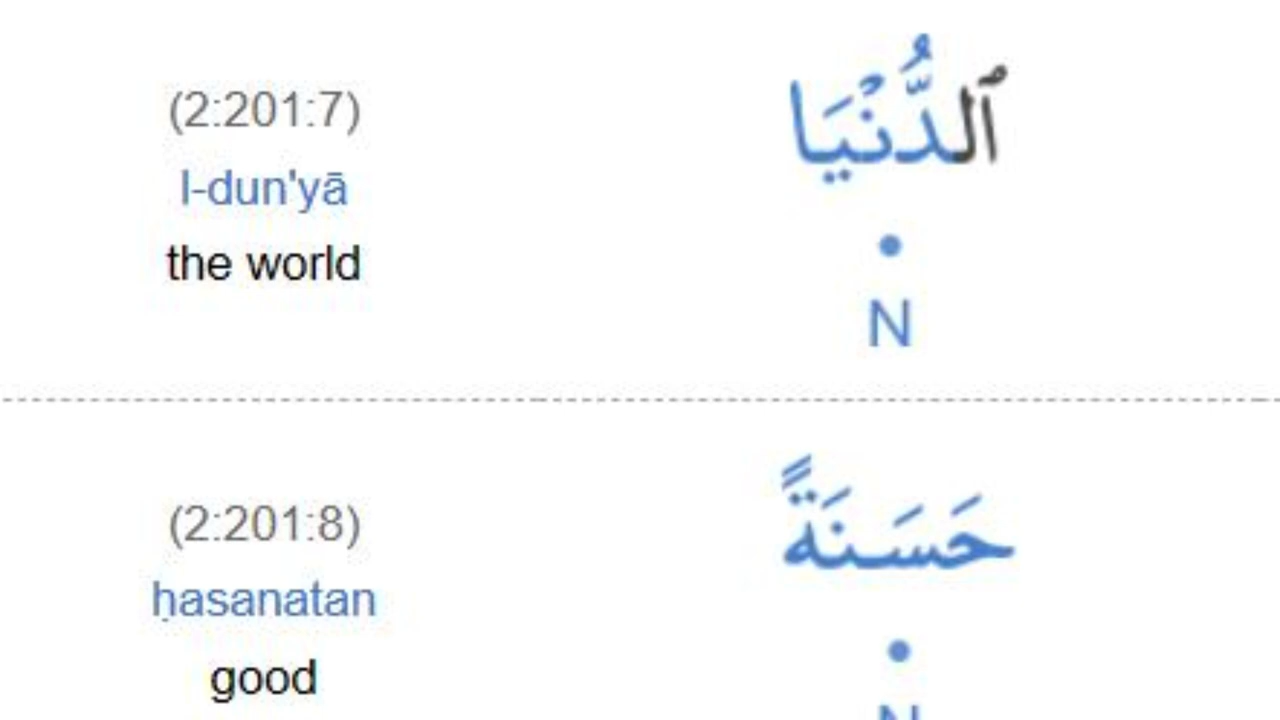 (2:201:7)
l-dun'yā
the world
ٱلدُّنْيَا
N
(2:201:8)
ḥasanatan
good
حَسَنَةً
N